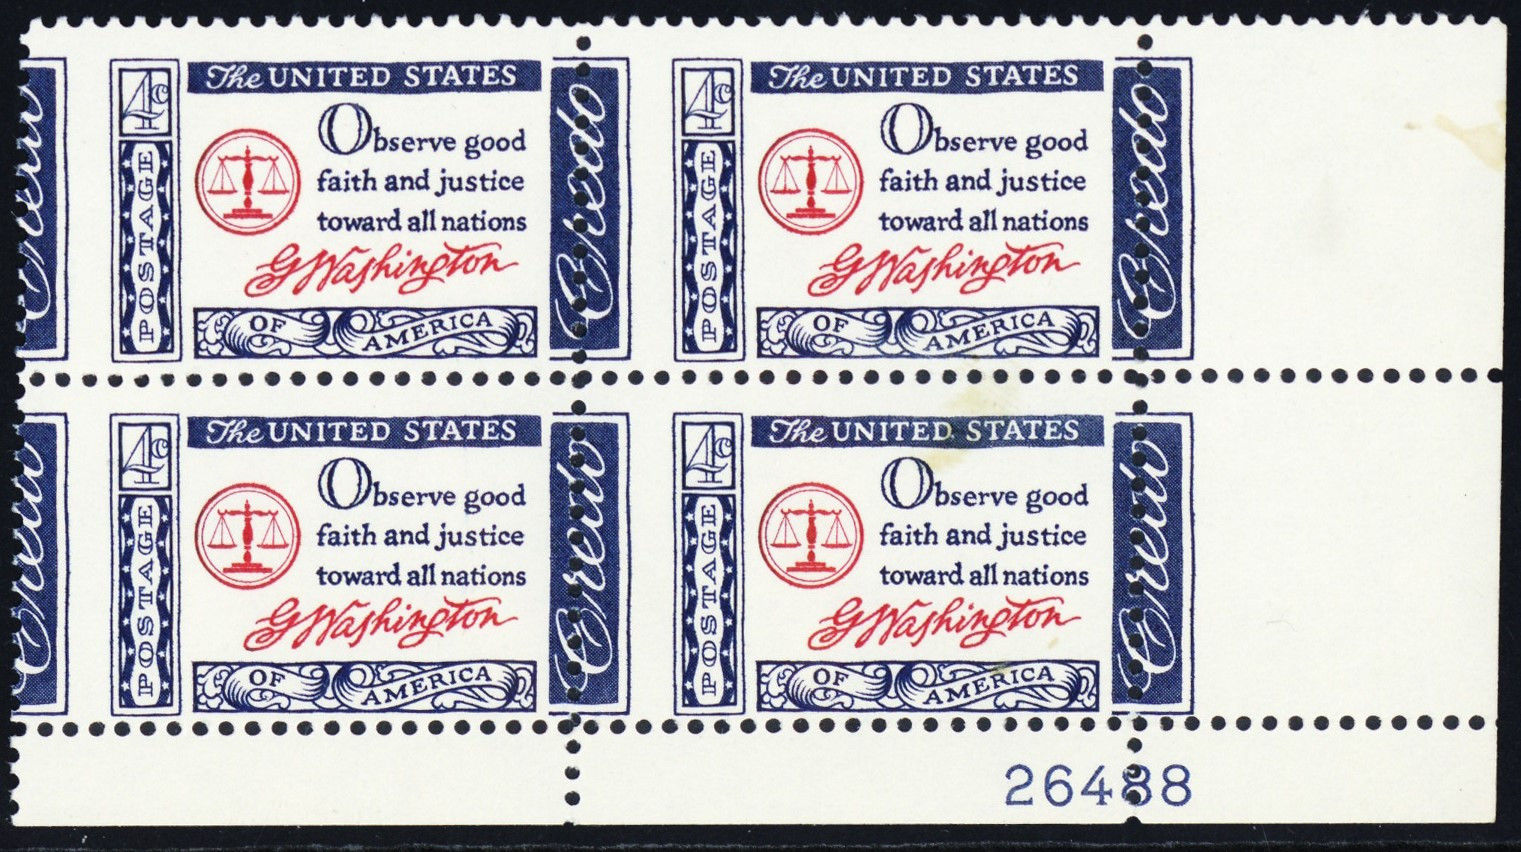 Credo
4c
POSTAGE
The UNITED STATES
Observe good
faith and justice
toward all nations
G Washington
OF AMERICA
Credo
4c
POSTAGE
The UNITED STATES
Observe good
faith and justice
toward all nations
G Washington
OF AMERICA
Credo
Credo
4c
POSTAGE
The UNITED STATES
Observe good
faith and justice
toward all nations
G Washington
OF AMERICA
Credo
4c
POSTAGE
The UNITED STATES
Observe good
faith and justice
toward all nations
G Washington
OF AMERICA
Credo
26488